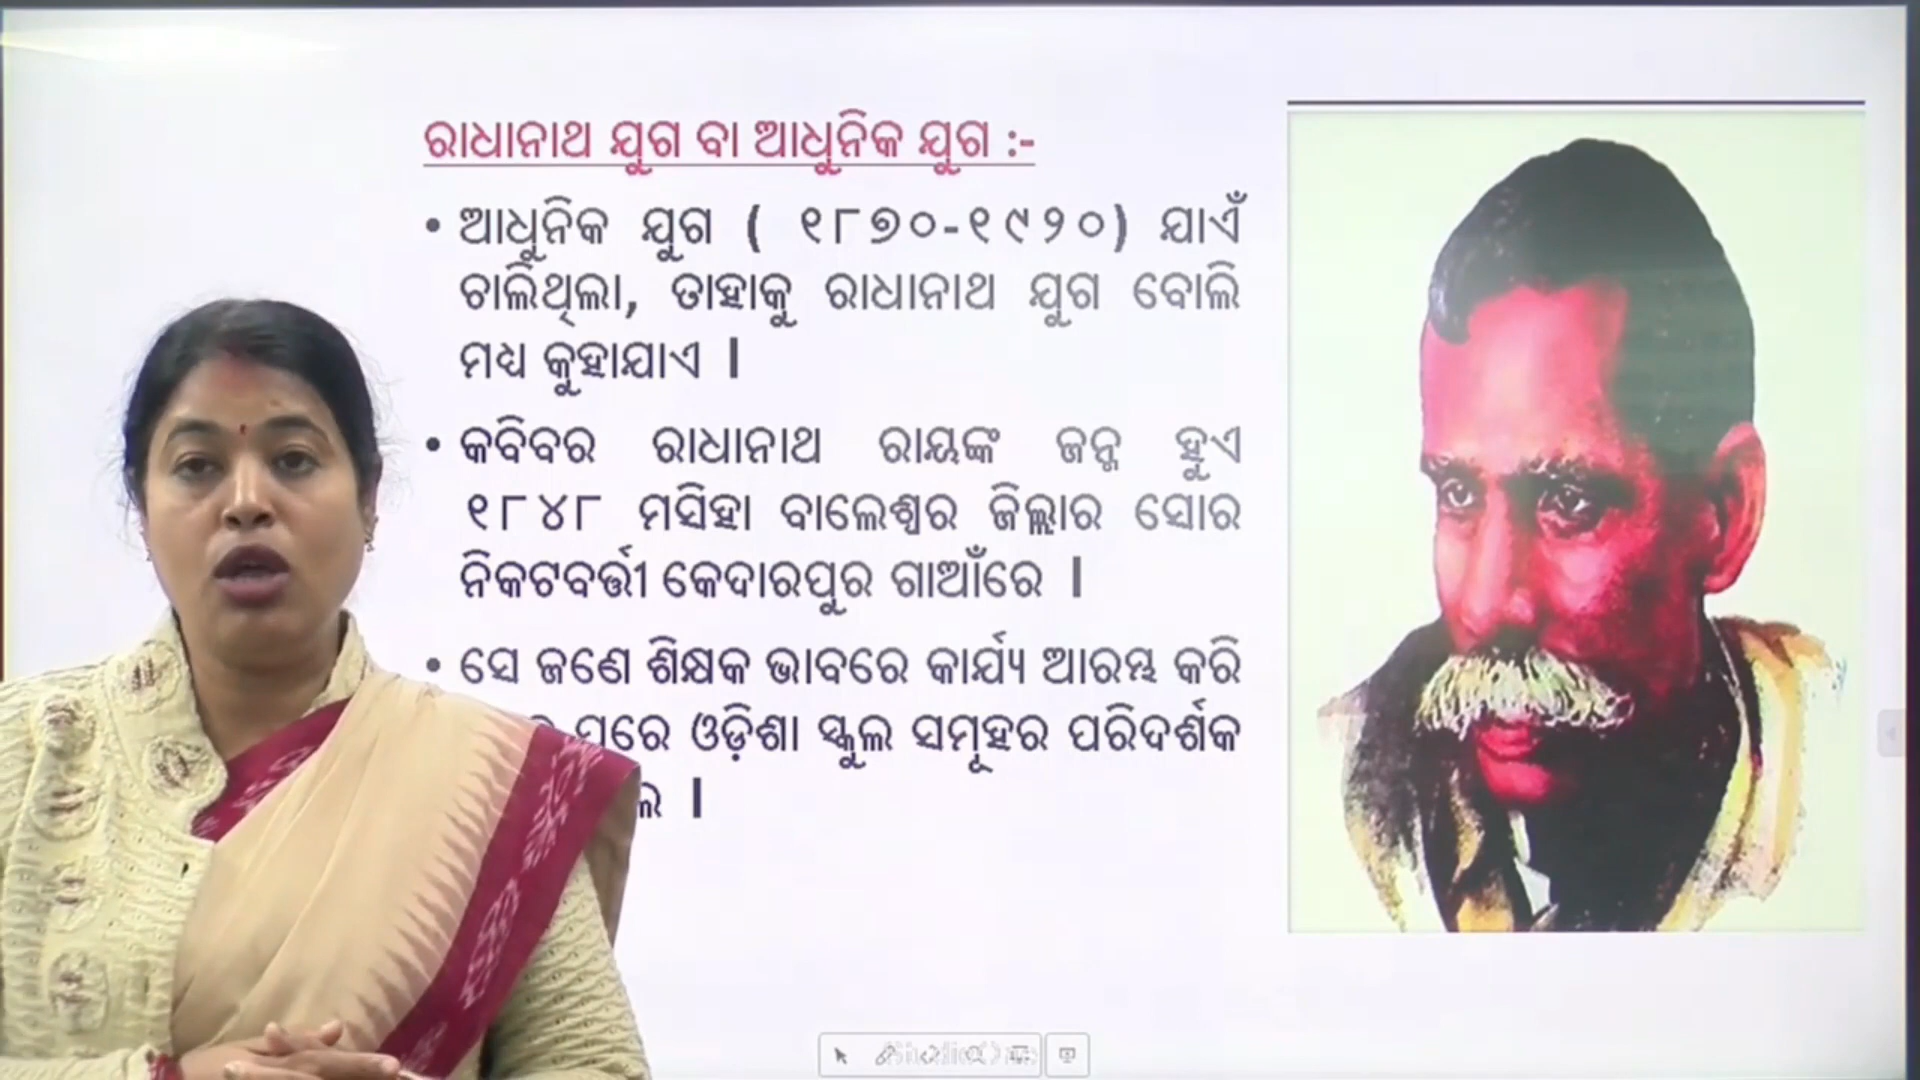 ରାଧାନାଥ ଯୁଗ ବା ଆଧୁନିକ ଯୁଗ :-
• ଆଧୁନିକ ଯୁଗ ( ୧୮୭୦-୧୯୨୦) ଯାଏଁ
ଚାଲିଥିଲା, ତାହାକୁ ରାଧାନାଥ ଯୁଗ ବୋଲି
ମଧ୍ୟ କୁହାଯାଏ ।
• କବିବର ରାଧାନାଥ ରାୟଙ୍କ ଜନ୍ମ ହୁଏ
୧୮୪୮ ମସିହା ବାଲେଶ୍ୱର ଜିଲ୍ଲାର ସୋର
ନିକଟବର୍ତ୍ତୀ କେଦାରପୁର ଗାଆଁରେ ।
• ସେ ଜଣେ ଶିକ୍ଷକ ଭାବରେ କାର୍ଯ୍ୟ ଆରମ୍ଭ କରି
ପରେ ଓଡ଼ିଶା ସ୍କୁଲ ସମୂହର ପରିଦର୍ଶକ
ଲ ।